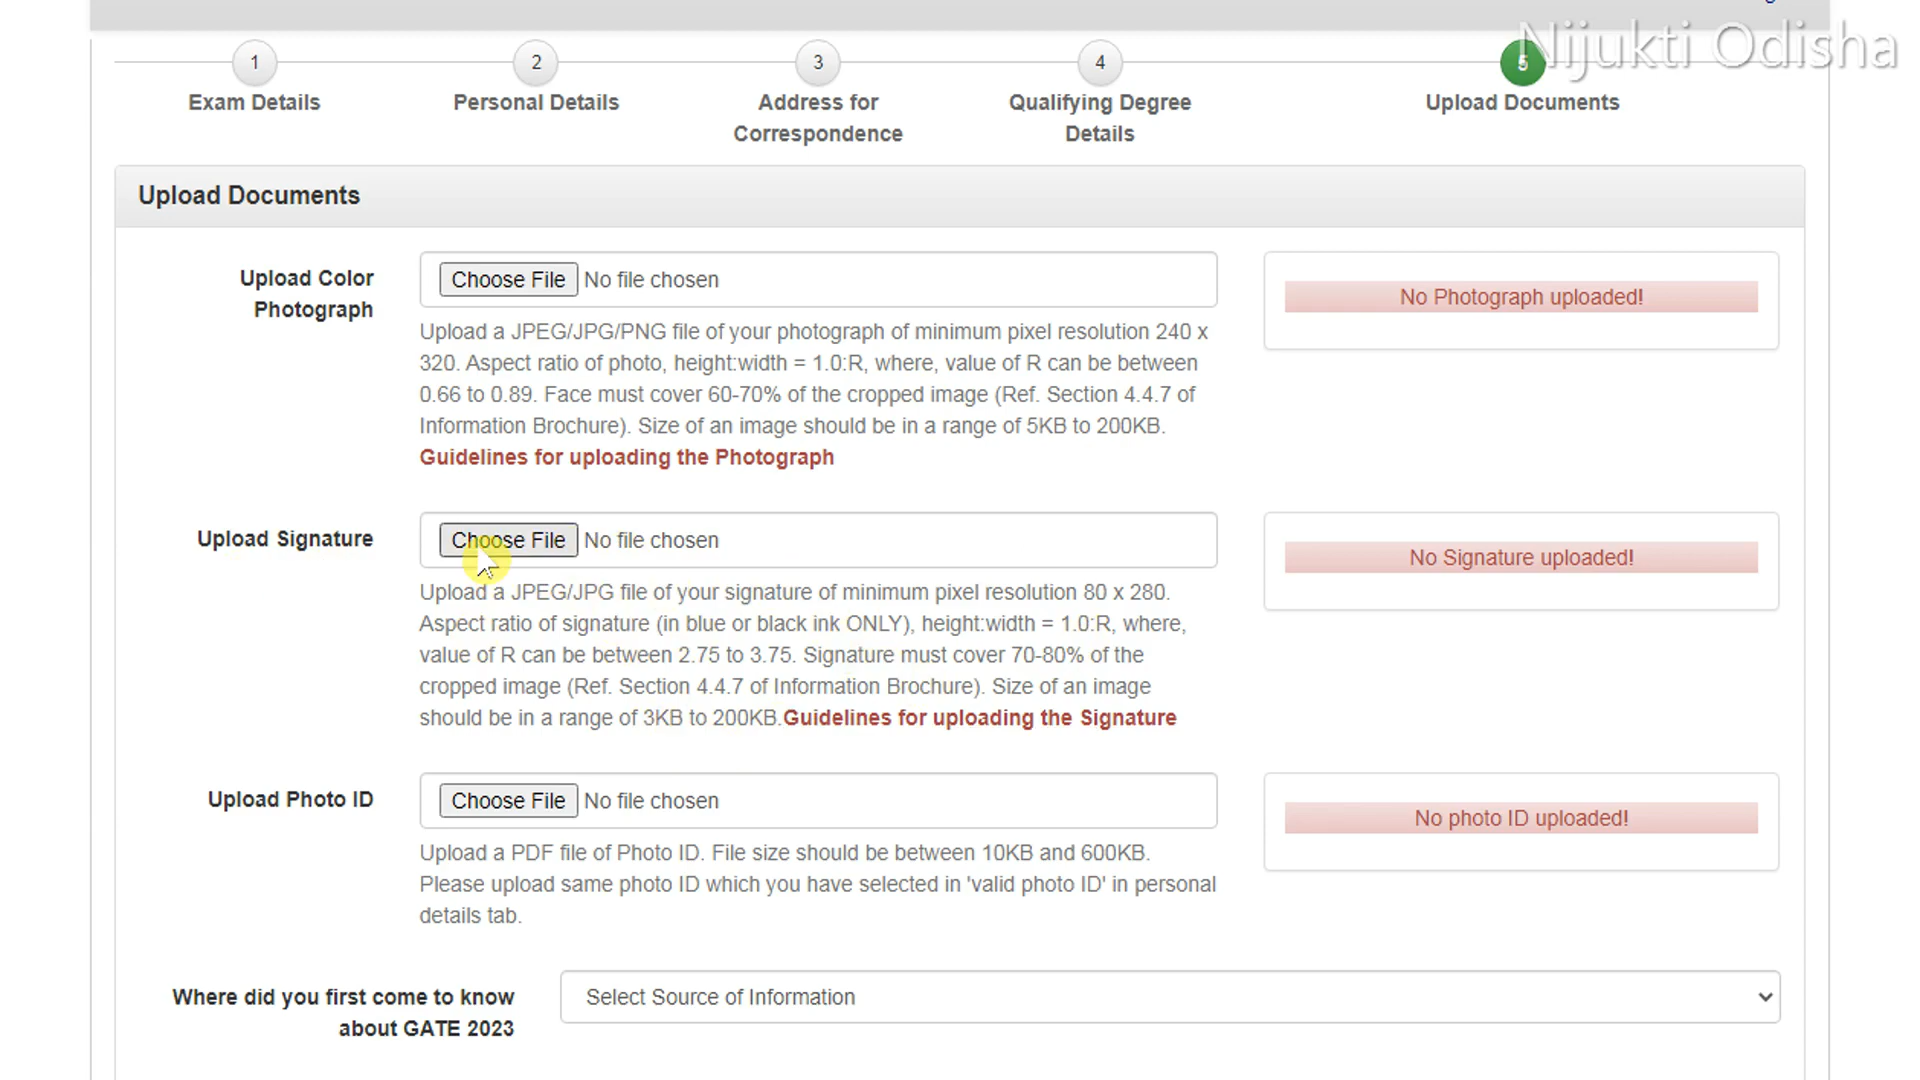 Nijukti Odisha
1
2
3
4
5
Exam Details
Personal Details
Address for
Correspondence
Qualifying Degree
Details
Upload Documents
Upload Documents
Upload Color
Photograph
Choose File No file chosen
No Photograph uploaded!
Upload a JPEG/JPG/PNG file of your photograph of minimum pixel resolution 240 x
320. Aspect ratio of photo, height:width = 1.0:R, where, value of R can be between
0.66 to 0.89. Face must cover 60-70% of the cropped image (Ref. Section 4.4.7 of
Information Brochure). Size of an image should be in a range of 5KB to 200KB.
Guidelines for uploading the Photograph
Upload Signature
Choose File No file chosen
No Signature uploaded!
Upload a JPEG/JPG file of your signature of minimum pixel resolution 80 x 280.
Aspect ratio of signature (in blue or black ink ONLY), height:width = 1.0:R, where,
value of R can be between 2.75 to 3.75. Signature must cover 70-80% of the
cropped image (Ref. Section 4.4.7 of Information Brochure). Size of an image
should be in a range of 3KB to 200KB.Guidelines for uploading the Signature
Upload Photo ID
Choose File No file chosen
No photo ID uploaded!
Upload a PDF file of Photo ID. File size should be between 10KB and 600KB.
Please upload same photo ID which you have selected in 'valid photo ID' in personal
details tab.
Where did you first come to know
about GATE 2023
Select Source of Information